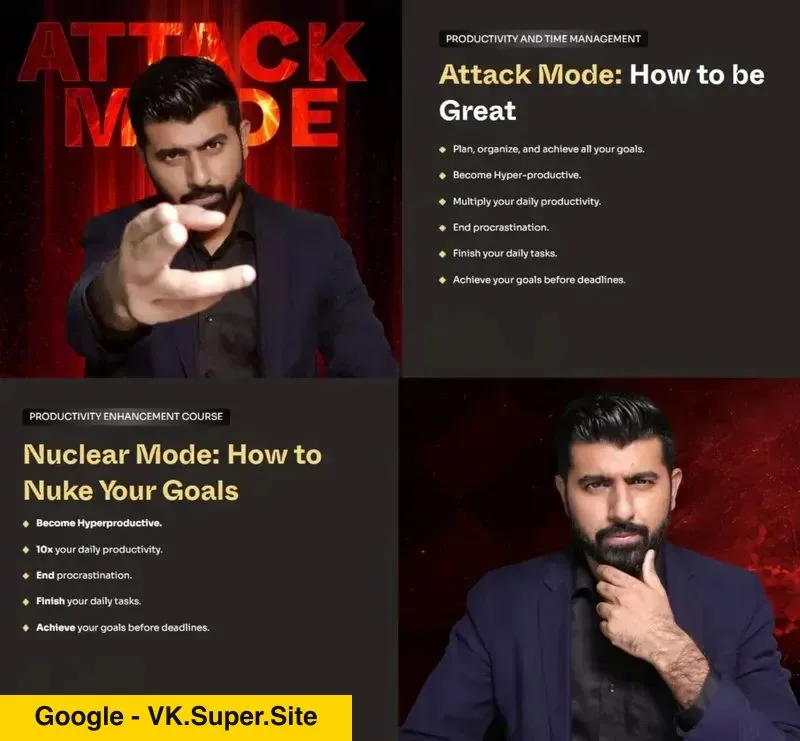 ATTACK
MODE
PRODUCTIVITY AND TIME MANAGEMENT
Attack Mode: How to be
Great
Plan, organize, and achieve all your goals.
Become Hyper-productive.
Multiply your daily productivity.
End procrastination.
Finish your daily tasks.
Achieve your goals before deadlines.
PRODUCTIVITY ENHANCEMENT COURSE
Nuclear Mode: How to
Nuke Your Goals
Become Hyperproductive.
10x your daily productivity.
End procrastination.
Finish your daily tasks.
Achieve your goals before deadlines.
Google - VK.Super.Site